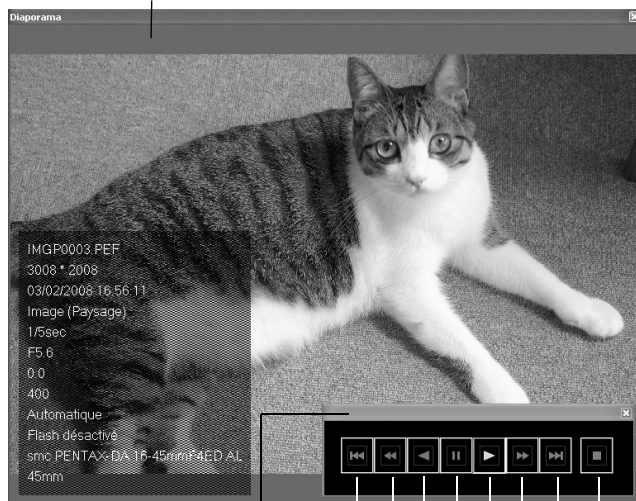 Diaporama
IMGP0003.PEF
3008 * 2008
03/02/2008 16:56:11
Image (Paysage)
1/5sec
F5.6
0.0
400
Automatique
Flash désactivé
smc PENTAX-DA 16-45mmF4ED AL
45mm